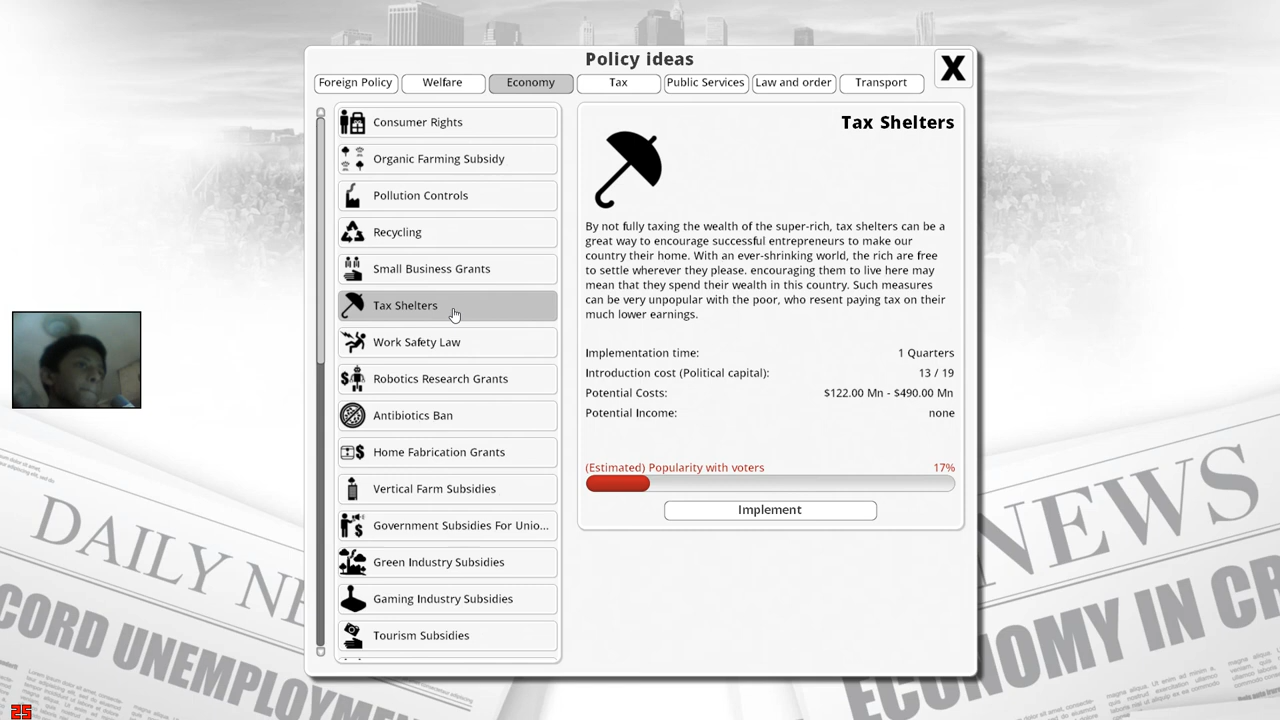 Policy ideas
X
Foreign Policy
Welfare
Economy
Tax
Public Services
Law and order
Transport
Consumer Rights
Organic Farming Subsidy
Pollution Controls
Recycling
Small Business Grants
Tax Shelters
Work Safety Law
Robotics Research Grants
Antibiotics Ban
Home Fabrication Grants
Vertical Farm Subsidies
Government Subsidies For Unio...
Green Industry Subsidies
Gaming Industry Subsidies
Tourism Subsidies
Tax Shelters
By not fully taxing the wealth of the super-rich, tax shelters can be a
great way to encourage successful entrepreneurs to make our
country their home. With an ever-shrinking world, the rich are free
to settle wherever they please. encouraging them to live here may
mean that they spend their wealth in this country. Such measures
can be very unpopular with the poor, who resent paying tax on their
much lower earnings.
Implementation time: 1 Quarters
Introduction cost (Political capital): 13 / 19
Potential Costs: $122.00 Mn - $490.00 Mn
Potential Income: none
(Estimated) Popularity with voters 17%
Implement
DAILY NE
CORD UNEMPLOYM
NEWS
ECONOMY IN CR
25